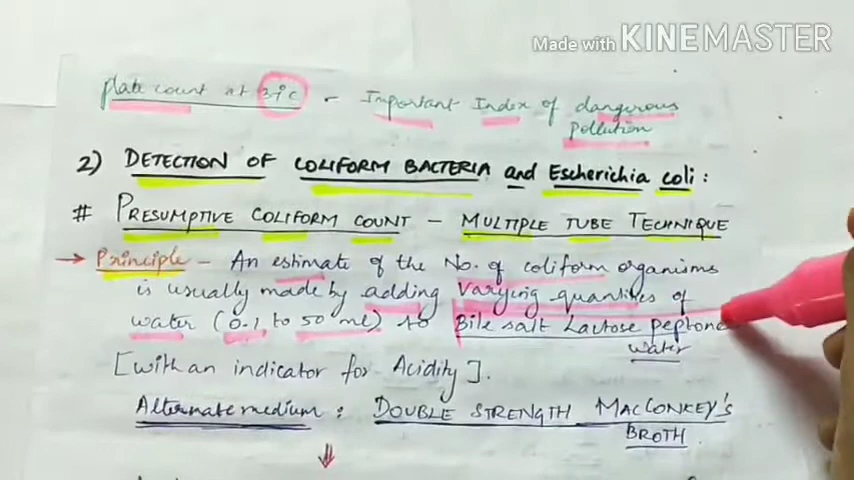 Made with KINEMASTER
plate count at 37°C - Important Index of dangerous
pollution
2) DETECTION OF COLIFORM BACTERIA and Escherichia coli :
# PRESUMPTIVE COLIFORM COUNT - MULTIPLE TUBE TECHNIQUE
→ Principle - An estimate of the No. of coliform organisms
is usually made by adding varying quantities of
water (0.1 to 50 ml) to Bile salt Lactose peptone
water
[with an indicator for Acidity].
Alternate medium : DOUBLE STRENGTH MACCONKEY'S
BROTH